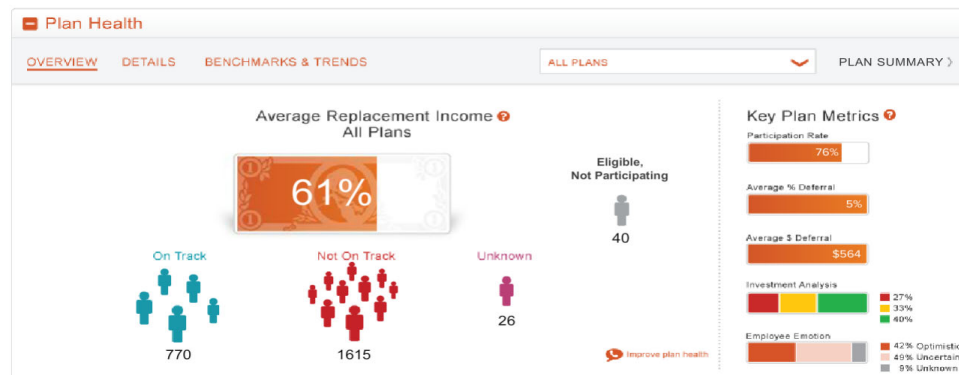 Plan Health
OVERVIEW DETAILS BENCHMARKS & TRENDS
ALL PLANS
PLAN SUMMARY >
Average Replacement Income ?
All Plans
61%
Eligible,
Not Participating
40
On Track
770
Not On Track
1615
Unknown
26
Improve plan health
Key Plan Metrics ?
Participation Rate
76%
Average % Deferral
5%
Average $ Deferral
$564
Investment Analysis
27%
33%
40%
Employee Emotion
42% Optimistic
49% Uncertain
9% Unknown